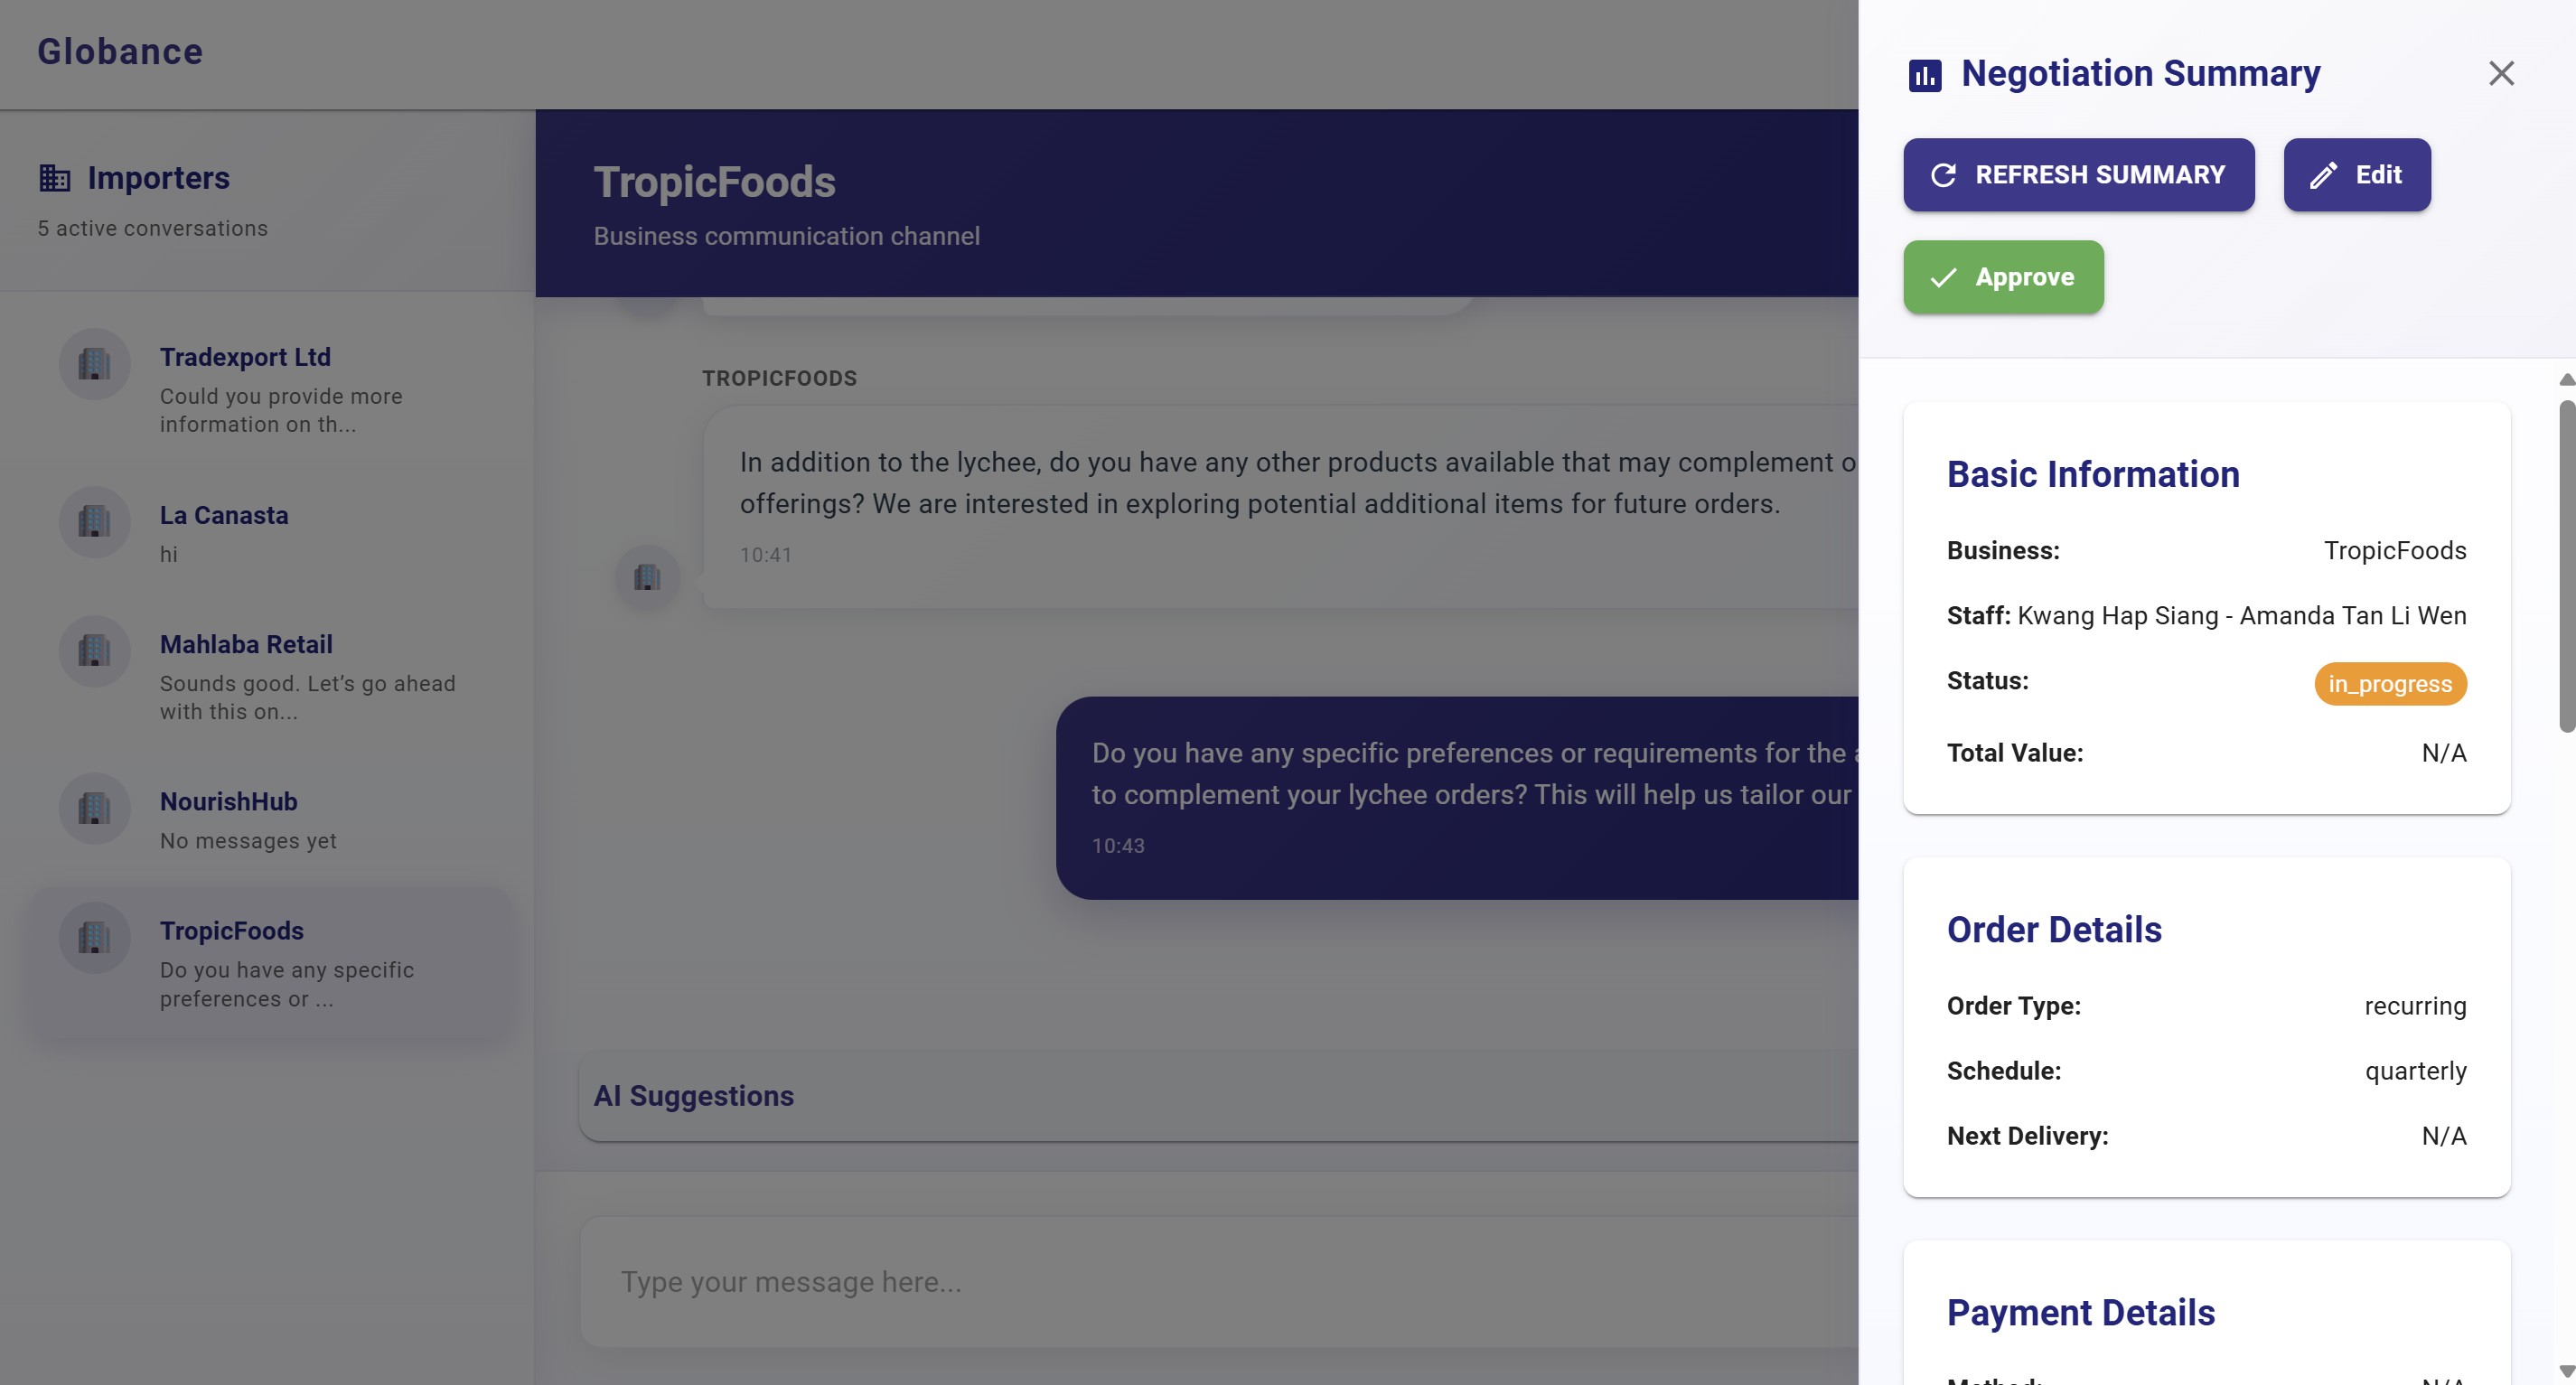 Globance
Importers
5 active conversations
Tradexport Ltd
Could you provide more
information on th...
La Canasta
hi
Mahlaba Retail
Sounds good. Let’s go ahead
with this on...
NourishHub
No messages yet
TropicFoods
Do you have any specific
preferences or ...
TropicFoods
Business communication channel
TROPICFOODS
In addition to the lychee, do you have any other products available that may complement
offerings? We are interested in exploring potential additional items for future orders.
10:41
Do you have any specific preferences or requirements for the
to complement your lychee orders? This will help us tailor our
10:43
AI Suggestions
Type your message here...
Negotiation Summary
REFRESH SUMMARY
Edit
Approve
Basic Information
Business: TropicFoods
Staff: Kwang Hap Siang - Amanda Tan Li Wen
Status: in_progress
Total Value: N/A
Order Details
Order Type: recurring
Schedule: quarterly
Next Delivery: N/A
Payment Details